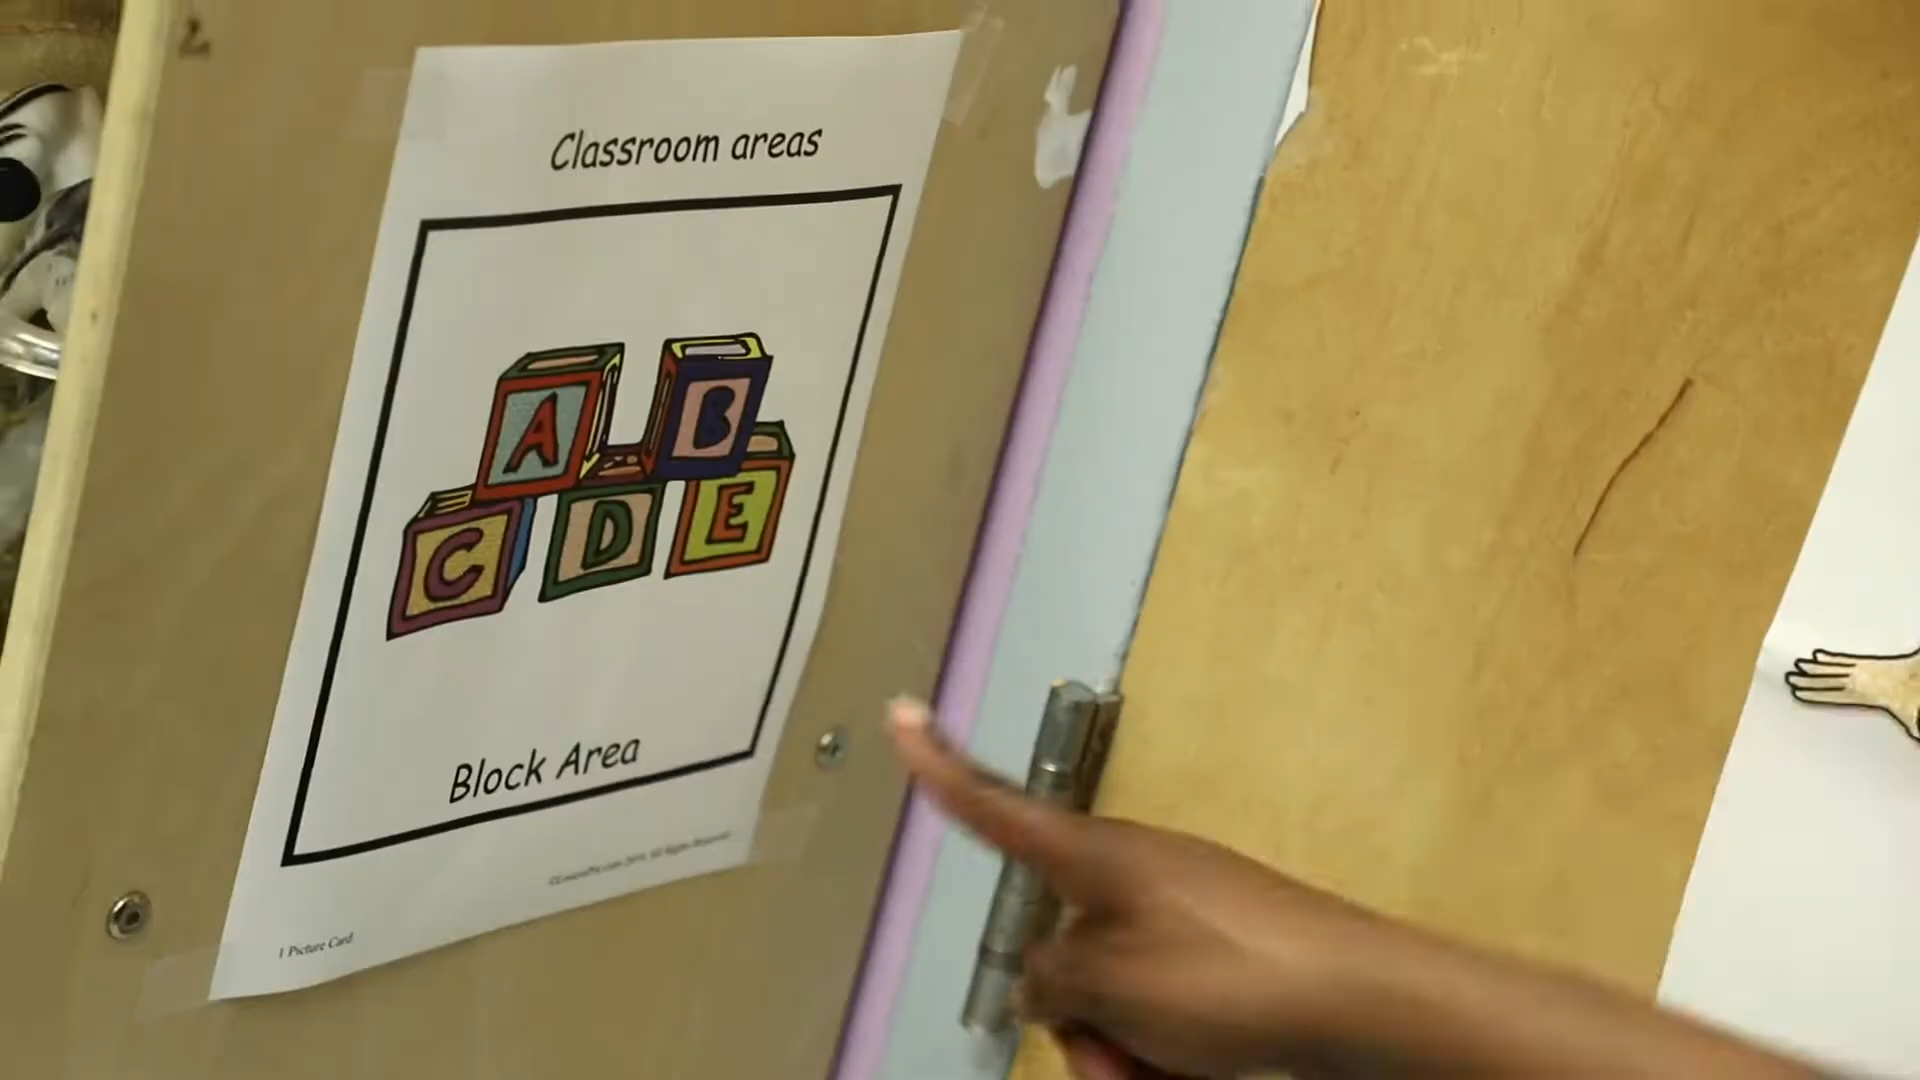 Classroom areas
A B
C D E
Block Area
1 Picture Card